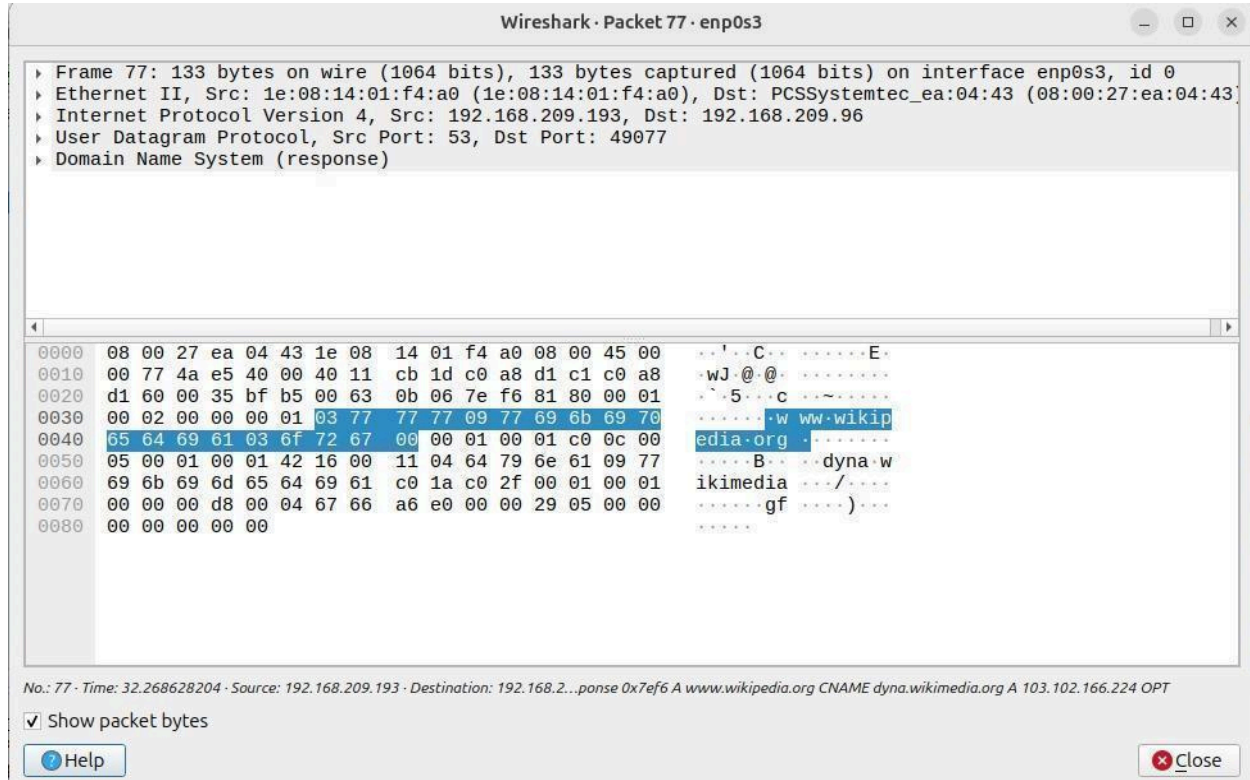 Wireshark · Packet 77 · enp0s3
Frame 77: 133 bytes on wire (1064 bits), 133 bytes captured (1064 bits) on interface enp0s3, id 0
Ethernet II, Src: 1e:08:14:01:f4:a0 (1e:08:14:01:f4:a0), Dst: PCSSystemtec_ea:04:43 (08:00:27:ea:04:43)
Internet Protocol Version 4, Src: 192.168.209.193, Dst: 192.168.209.96
User Datagram Protocol, Src Port: 53, Dst Port: 49077
Domain Name System (response)
0000 08 00 27 ea 04 43 1e 08 14 01 f4 a0 08 00 45 00 ··'··C·· ······E·
0010 00 77 4a e5 40 00 40 11 cb 1d c0 a8 d1 c1 c0 a8 ·wJ·@·@· ········
0020 d1 60 00 35 bf b5 00 63 0b 06 7e f6 81 80 00 01 ·`·5···c ··~·····
0030 00 02 00 00 00 01 03 77 77 77 09 77 69 6b 69 70 ·······w ww·wikip
0040 65 64 69 61 03 6f 72 67 00 00 01 00 01 c0 0c 00 edia·org ········
0050 05 00 01 00 01 42 16 00 11 04 64 79 6e 61 09 77 ·····B·· ··dyna·w
0060 69 6b 69 6d 65 64 69 61 c0 1a c0 2f 00 01 00 01 ikimedia ···/····
0070 00 00 00 d8 00 04 67 66 a6 e0 00 00 29 05 00 00 ······gf ····)···
0080 00 00 00 00 00 ·····
No.: 77 · Time: 32.268628204 · Source: 192.168.209.193 · Destination: 192.168.2…ponse 0x7ef6 A www.wikipedia.org CNAME dyna.wikimedia.org A 103.102.166.224 OPT
Show packet bytes
Help
Close